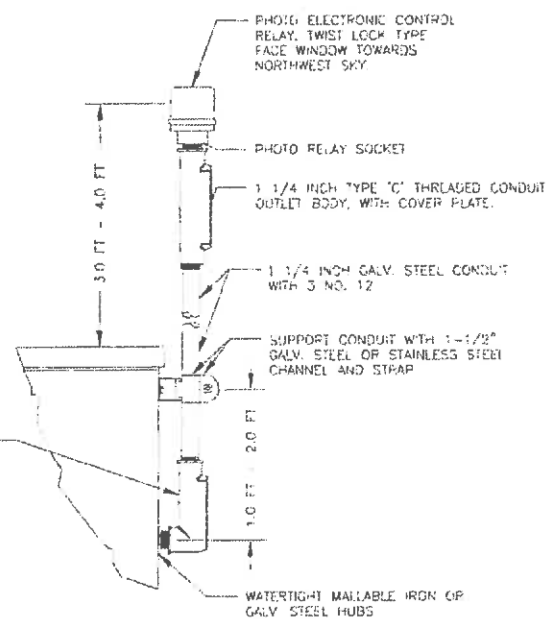 PHOTO ELECTRONIC CONTROL
RELAY, TWIST LOCK TYPE
FACE WINDOW TOWARDS
NORTHWEST SKY.
PHOTO RELAY SOCKET
1 1/4 INCH TYPE 'C' THREADED CONDUIT
OUTLET BODY, WITH COVER PLATE.
3.0 FT - 4.0 FT
1 1/4 INCH GALV. STEEL CONDUIT
WITH 3 NO. 12
SUPPORT CONDUIT WITH 1-1/2"
GALV. STEEL OR STAINLESS STEEL
CHANNEL AND STRAP
1.0 FT - 2.0 FT
WATERTIGHT MALLABLE IRON OR
GALV STEEL HUBS